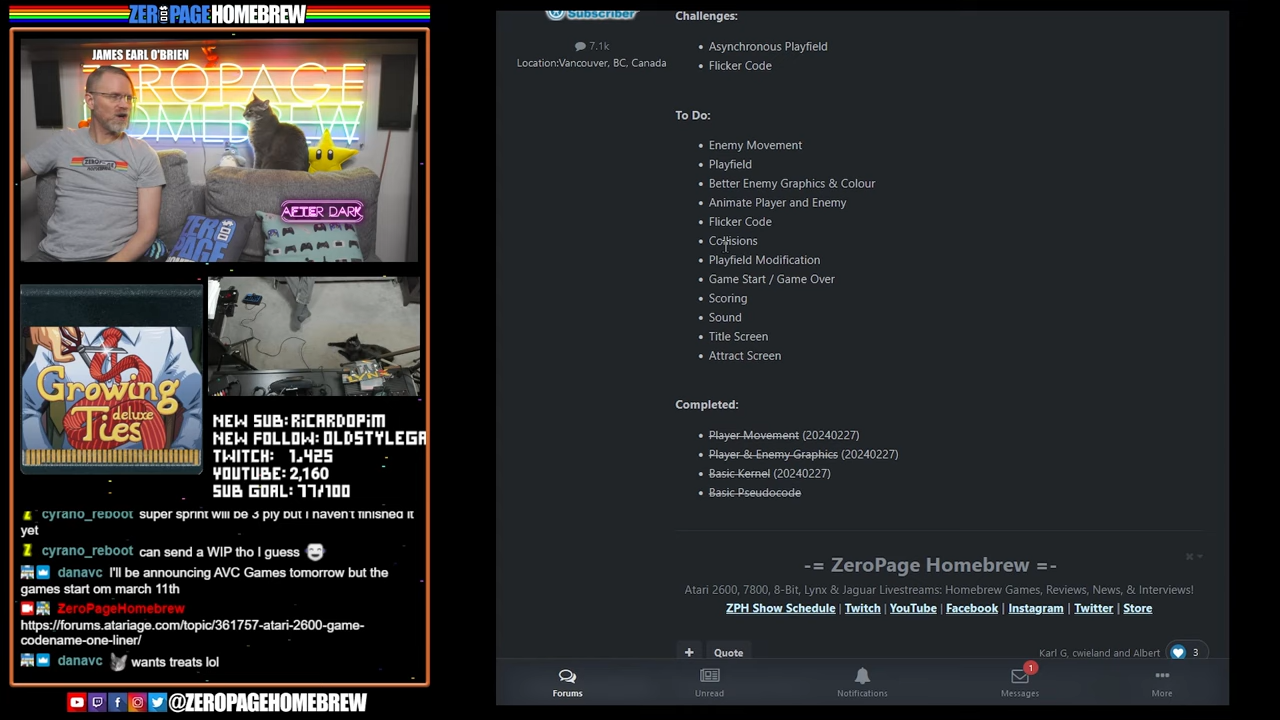 ZEROPAGE HOMEBREW
JAMES EARL O'BRIEN
ZEROPAGE
HOMEBREW
AFTER DARK
Growing
Ties
deluxe
NEW SUB: RICARDOPIM
NEW FOLLOW: OLDSTYLEGA
TWITCH: 1,425
YOUTUBE: 2,160
SUB GOAL: 77/100
cyrano_reboot super sprint will be 3 ply but I haven't finished it
yet
cyrano_reboot can send a WIP tho I guess
danavc I'll be announcing AVC Games tomorrow but the
games start om march 11th
ZeroPageHomebrew
https://forums.atariage.com/topic/361757-atari-2600-game-
codename-one-liner/
danavc wants treats lol
@ZEROPAGEHOMEBREW
Subscriber
7.1k
Location:Vancouver, BC, Canada
Challenges:
Asynchronous Playfield
Flicker Code
To Do:
Enemy Movement
Playfield
Better Enemy Graphics & Colour
Animate Player and Enemy
Flicker Code
Collisions
Playfield Modification
Game Start / Game Over
Scoring
Sound
Title Screen
Attract Screen
Completed:
Player Movement (20240227)
Player & Enemy Graphics (20240227)
Basic Kernel (20240227)
Basic Pseudocode
-= ZeroPage Homebrew =-
Atari 2600, 7800, 8-Bit, Lynx & Jaguar Livestreams: Homebrew Games, Reviews, News, & Interviews!
ZPH Show Schedule | Twitch | YouTube | Facebook | Instagram | Twitter | Store
+ Quote
Karl G, cwieland and Albert 3
Forums
Unread
Notifications
1
Messages
More